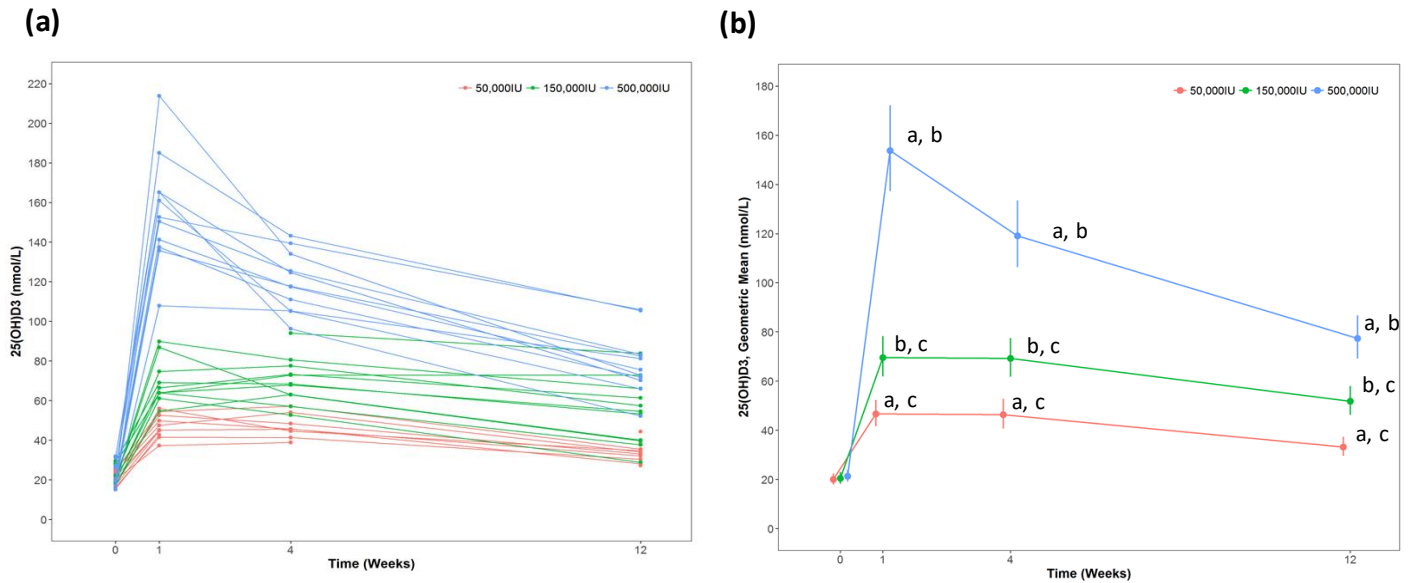 (a)
50,000IU 150,000IU 500,000IU
25(OH)D3 (nmol/L)
220
200
180
160
140
120
100
80
60
40
20
0
0 1 4 12
Time (Weeks)
(b)
50,000IU 150,000IU 500,000IU
25(OH)D3, Geometric Mean (nmol/L)
180
160
140
120
100
80
60
40
20
0
a, b
a, b
a, b
b, c
b, c
b, c
a, c
a, c
a, c
0 1 4 12
Time (Weeks)